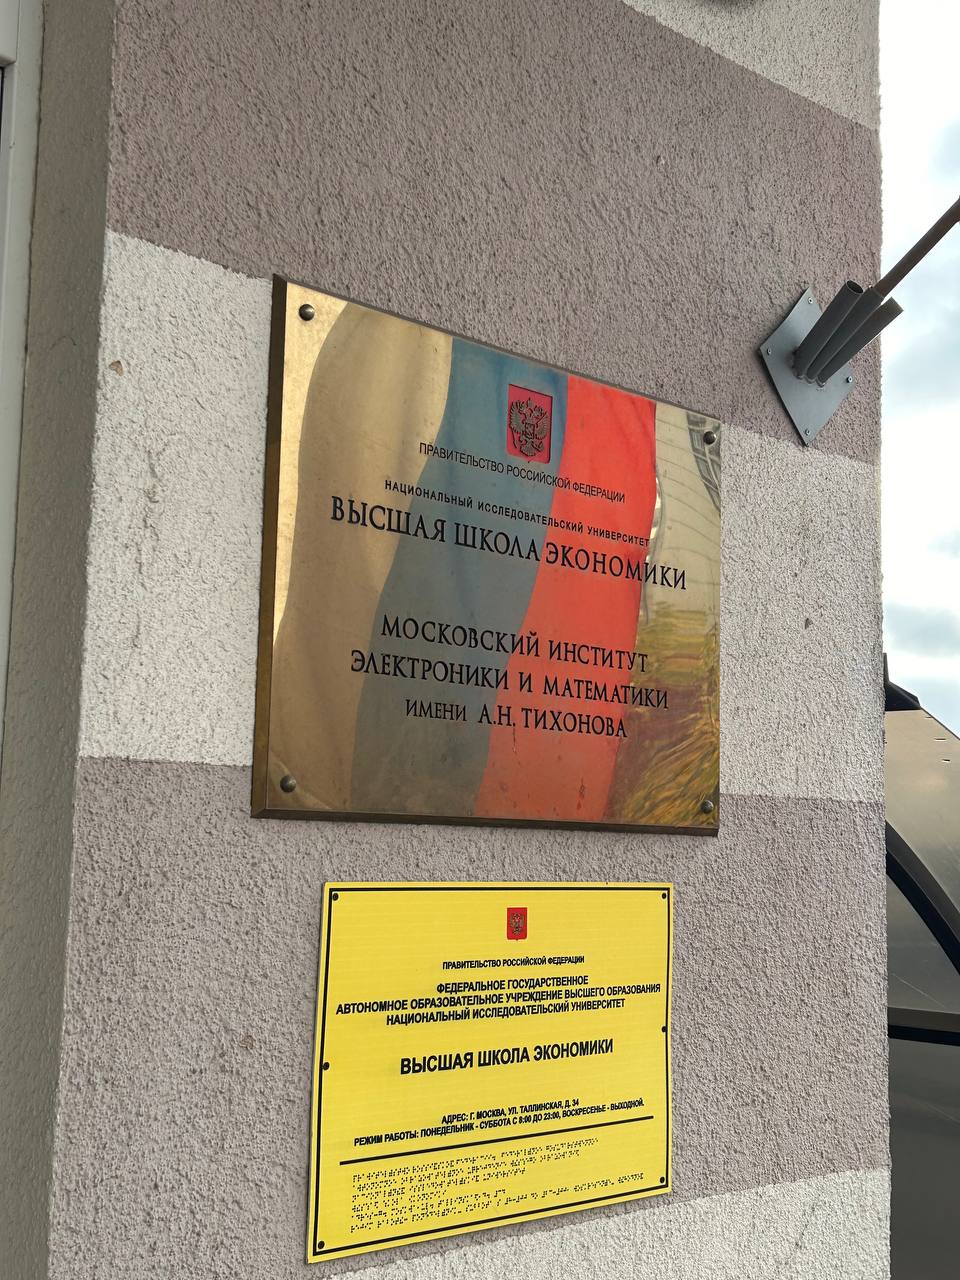 ПРАВИТЕЛЬСТВО РОССИЙСКОЙ ФЕДЕРАЦИИ
НАЦИОНАЛЬНЫЙ ИССЛЕДОВАТЕЛЬСКИЙ УНИВЕРСИТЕТ
ВЫСШАЯ ШКОЛА ЭКОНОМИКИ
МОСКОВСКИЙ ИНСТИТУТ
ЭЛЕКТРОНИКИ И МАТЕМАТИКИ
ИМЕНИ А.Н. ТИХОНОВА
ПРАВИТЕЛЬСТВО РОССИЙСКОЙ ФЕДЕРАЦИИ
ФЕДЕРАЛЬНОЕ ГОСУДАРСТВЕННОЕ
АВТОНОМНОЕ ОБРАЗОВАТЕЛЬНОЕ УЧРЕЖДЕНИЕ ВЫСШЕГО ОБРАЗОВАНИЯ
НАЦИОНАЛЬНЫЙ ИССЛЕДОВАТЕЛЬСКИЙ УНИВЕРСИТЕТ
ВЫСШАЯ ШКОЛА ЭКОНОМИКИ
АДРЕС: Г. МОСКВА, УЛ. ТАЛЛИНСКАЯ, Д. 34
РЕЖИМ РАБОТЫ: ПОНЕДЕЛЬНИК - СУББОТА С 8:00 ДО 23:00, ВОСКРЕСЕНЬЕ - ВЫХОДНОЙ.